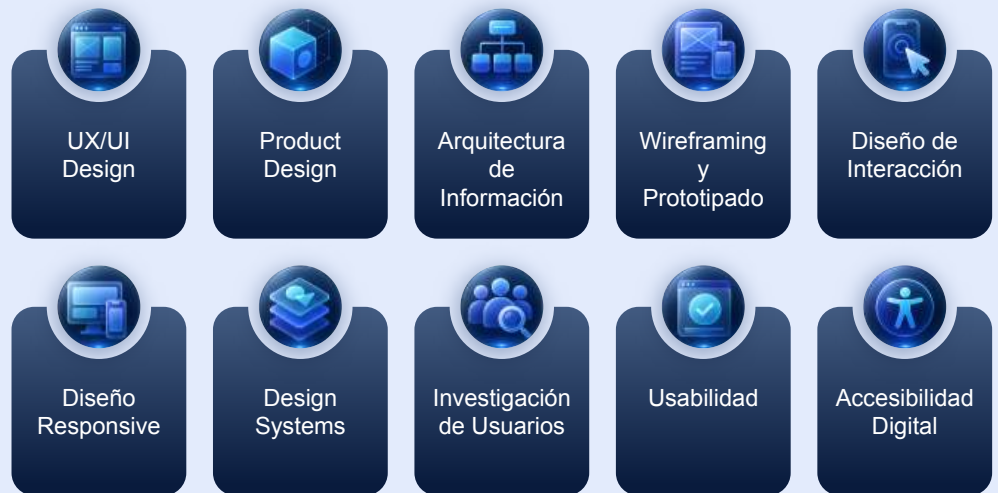 UX/UI
Design
Product
Design
Arquitectura
de
Información
Wireframing
y
Prototipado
Diseño de
Interacción
Diseño
Responsive
Design
Systems
Investigación
de Usuarios
Usabilidad
Accesibilidad
Digital